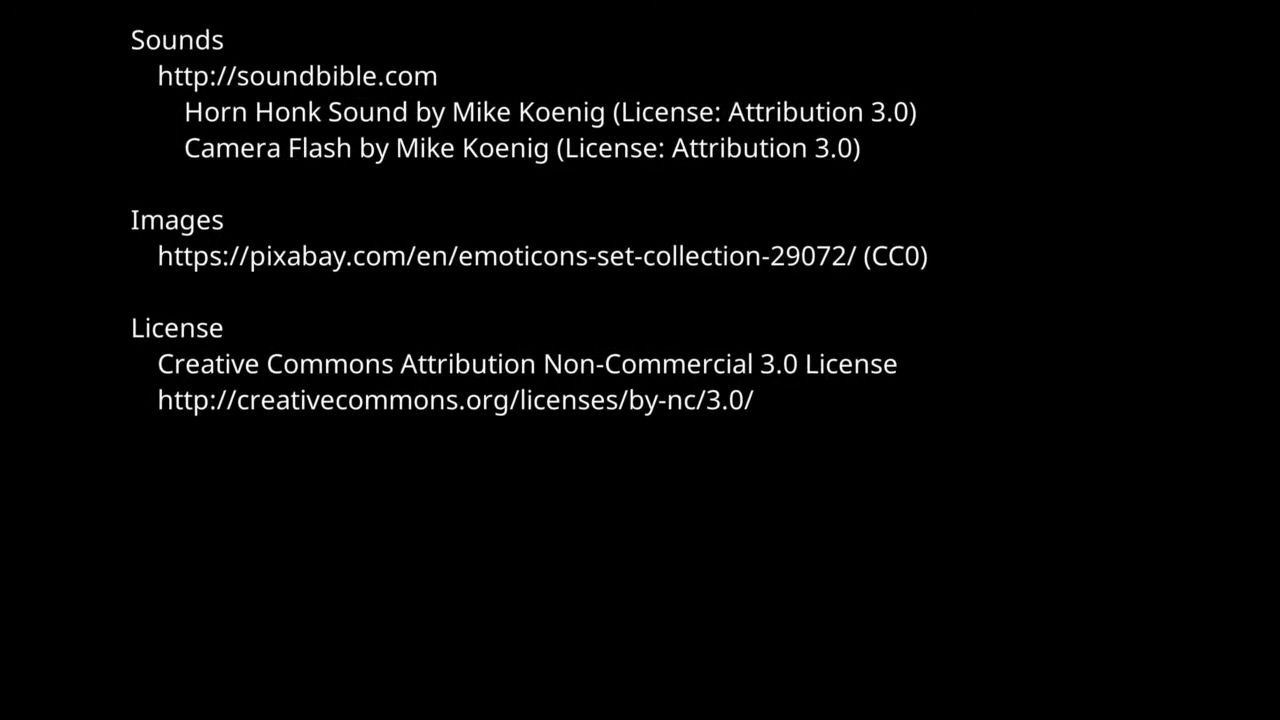 Sounds
http://soundbible.com
Horn Honk Sound by Mike Koenig (License: Attribution 3.0)
Camera Flash by Mike Koenig (License: Attribution 3.0)
Images
https://pixabay.com/en/emoticons-set-collection-29072/ (CC0)
License
Creative Commons Attribution Non-Commercial 3.0 License
http://creativecommons.org/licenses/by-nc/3.0/